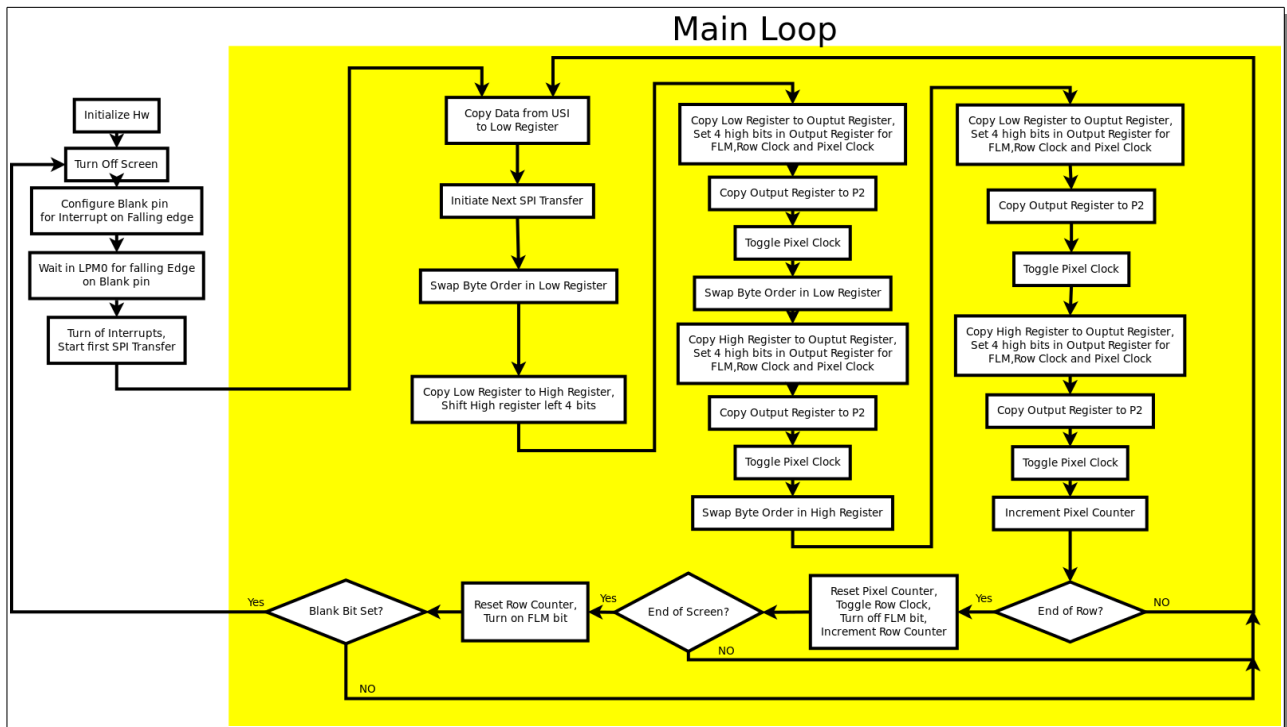 Main Loop
Initialize Hw
Turn Off Screen
Configure Blank pin
for Interrupt on Falling edge
Wait in LPM0 for falling Edge
on Blank pin
Turn of Interrupts,
Start first SPI Transfer
Copy Data from USI
to Low Register
Initiate Next SPI Transfer
Swap Byte Order in Low Register
Copy Low Register to High Register,
Shift High register left 4 bits
Copy Low Register to Ouptut Register,
Set 4 high bits in Output Register for
FLM,Row Clock and Pixel Clock
Copy Output Register to P2
Toggle Pixel Clock
Swap Byte Order in Low Register
Copy High Register to Ouptut Register,
Set 4 high bits in Output Register for
FLM,Row Clock and Pixel Clock
Copy Output Register to P2
Toggle Pixel Clock
Swap Byte Order in High Register
Copy Low Register to Ouptut Register,
Set 4 high bits in Output Register for
FLM,Row Clock and Pixel Clock
Copy Output Register to P2
Toggle Pixel Clock
Copy High Register to Ouptut Register,
Set 4 high bits in Output Register for
FLM,Row Clock and Pixel Clock
Copy Output Register to P2
Toggle Pixel Clock
Increment Pixel Counter
End of Row?
NO
Yes
Reset Pixel Counter,
Toggle Row Clock,
Turn off FLM bit,
Increment Row Counter
End of Screen?
NO
Yes
Reset Row Counter,
Turn on FLM bit
Blank Bit Set?
NO
Yes